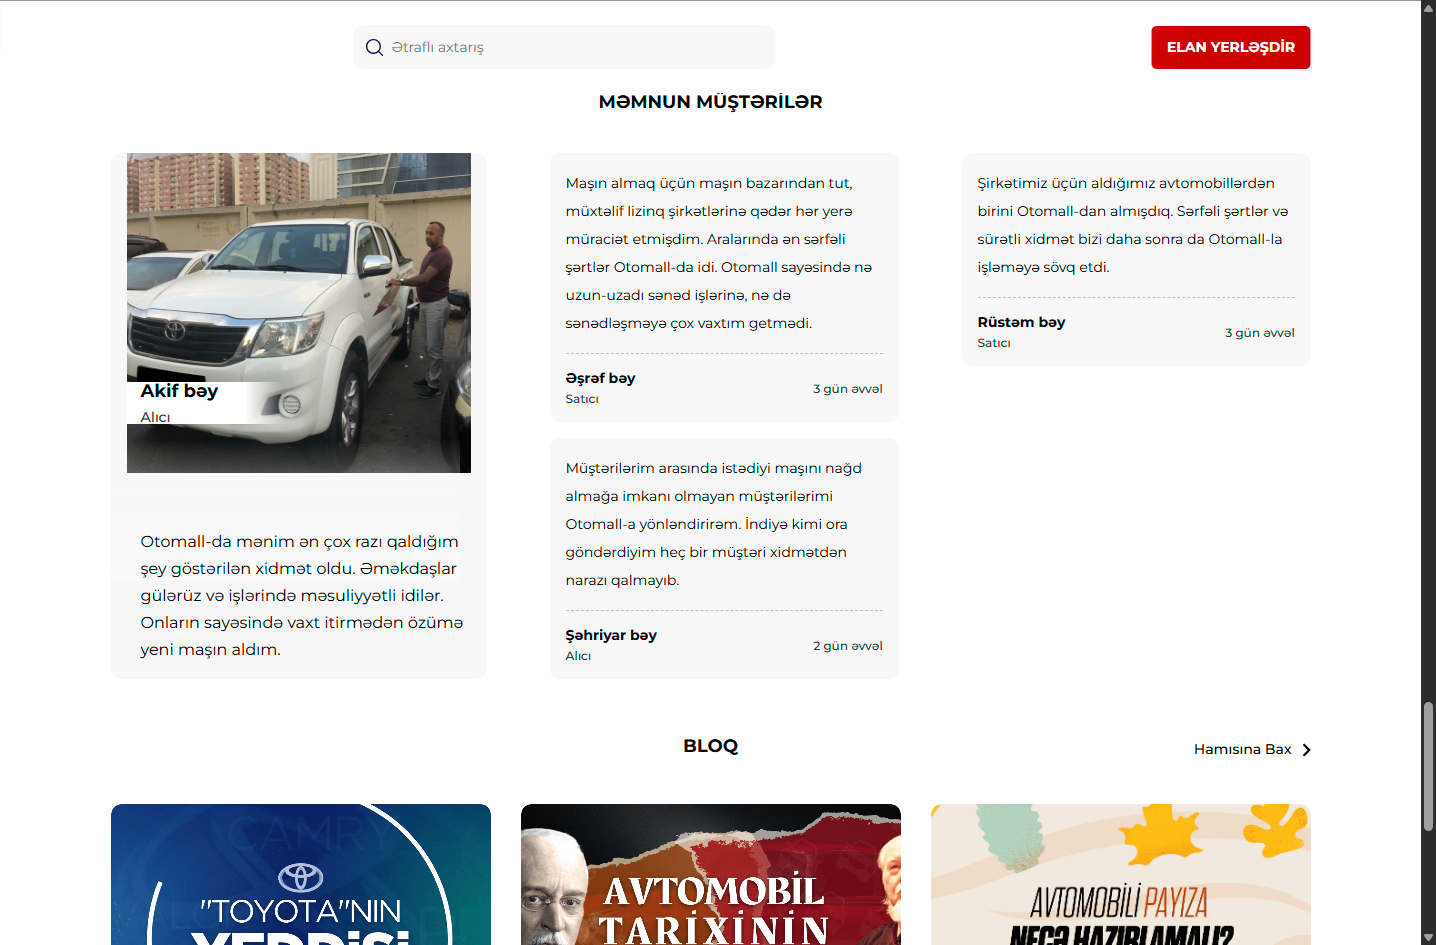 Ətraflı axtarış
ELAN YERLƏŞDİR
MƏMNUN MÜŞTƏRİLƏR
Akif bəy
Alıcı
Otomall-da mənim ən çox razı qaldığım
şey göstərilən xidmət oldu. Əməkdaşlar
gülərüz və işlərində məsuliyyətli idilər.
Onların sayəsində vaxt itirmədən özümə
yeni maşın aldım.
Maşın almaq üçün maşın bazarından tut,
müxtəlif lizinq şirkətlərinə qədər hər yerə
müraciət etmişdim. Aralarında ən sərfəli
şərtlər Otomall-da idi. Otomall sayəsində nə
uzun-uzadı sənəd işlərinə, nə də
sənədləşməyə çox vaxtım getmədi.
Əşrəf bəy
Satıcı
3 gün əvvəl
Müştərilərim arasında istədiyi maşını nağd
almağa imkanı olmayan müştərilərimi
Otomall-a yönləndirirəm. İndiyə kimi ora
göndərdiyim heç bir müştəri xidmətdən
narazı qalmayıb.
Şəhriyar bəy
Alıcı
2 gün əvvəl
Şirkətimiz üçün aldığımız avtomobillərdən
birini Otomall-dan almışdıq. Sərfəli şərtlər və
sürətli xidmət bizi daha sonra da Otomall-la
işləməyə sövq etdi.
Rüstəm bəy
Satıcı
3 gün əvvəl
BLOQ
Hamısına Bax
CAMRY
"TOYOTA"NIN
YEDDİSİ
AVTOMOBİL
TARİXİNİN
AVTOMOBİLİ PAYIZA
NECƏ HAZIRLAMALI?